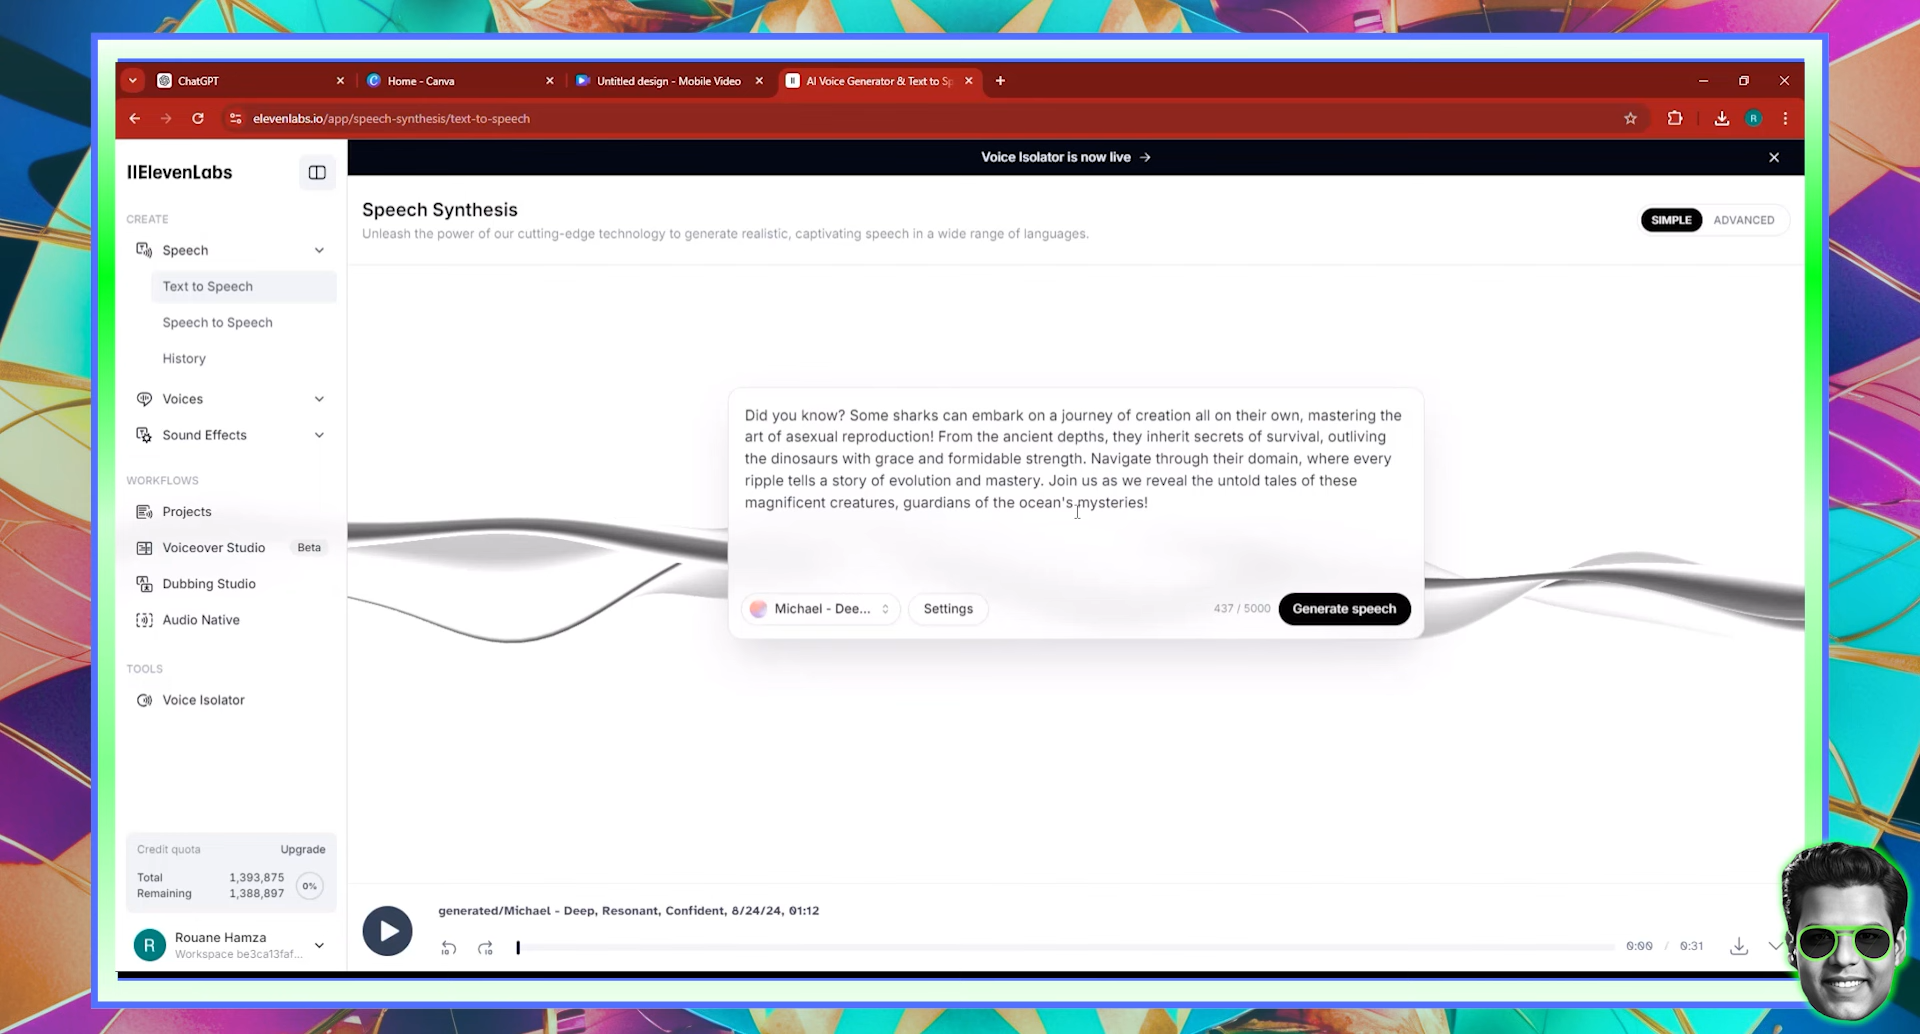 ChatGPT
Home - Canva
Untitled design - Mobile Video
AI Voice Generator & Text to Sp
elevenlabs.io/app/speech-synthesis/text-to-speech
R
IIElevenLabs
Voice Isolator is now live →
CREATE
Speech
Text to Speech
Speech to Speech
History
Voices
Sound Effects
WORKFLOWS
Projects
Voiceover Studio Beta
Dubbing Studio
Audio Native
TOOLS
Voice Isolator
Credit quota Upgrade
Total 1,393,875
Remaining 1,388,897
0%
R
Rouane Hamza
Workspace be3ca13faf...
Speech Synthesis
Unleash the power of our cutting-edge technology to generate realistic, captivating speech in a wide range of languages.
SIMPLE ADVANCED
Did you know? Some sharks can embark on a journey of creation all on their own, mastering the
art of asexual reproduction! From the ancient depths, they inherit secrets of survival, outliving
the dinosaurs with grace and formidable strength. Navigate through their domain, where every
ripple tells a story of evolution and mastery. Join us as we reveal the untold tales of these
magnificent creatures, guardians of the ocean's mysteries!
Michael - Dee... Settings 437 / 5000 Generate speech
generated/Michael - Deep, Resonant, Confident, 8/24/24, 01:12
10 10 0:00 / 0:31